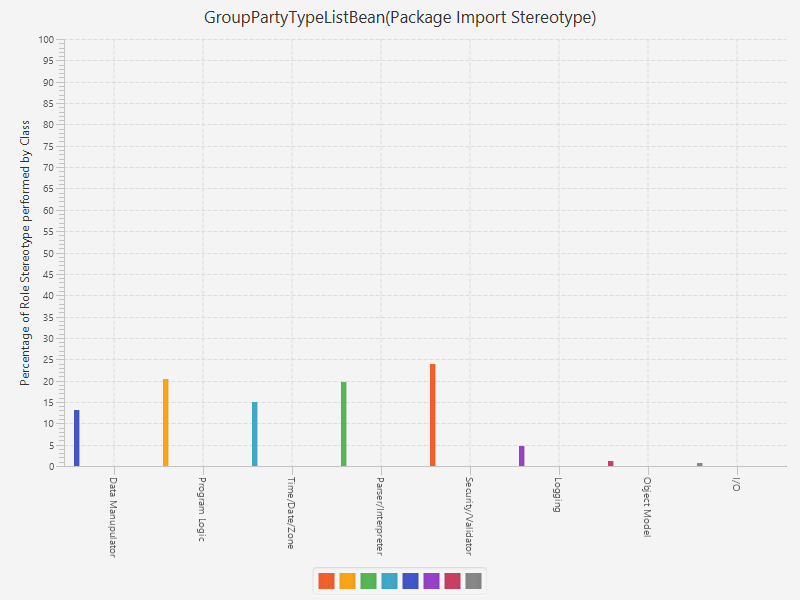 GroupPartyTypeListBean(Package Import Stereotype)
Percentage of Role Stereotype performed by Class
100
95
90
85
80
75
70
65
60
55
50
45
40
35
30
25
20
15
10
5
0
Data Manupulator
Program Logic
Time/Date/Zone
Parser/Interpreter
Security/Validator
Logging
Object Model
I/O